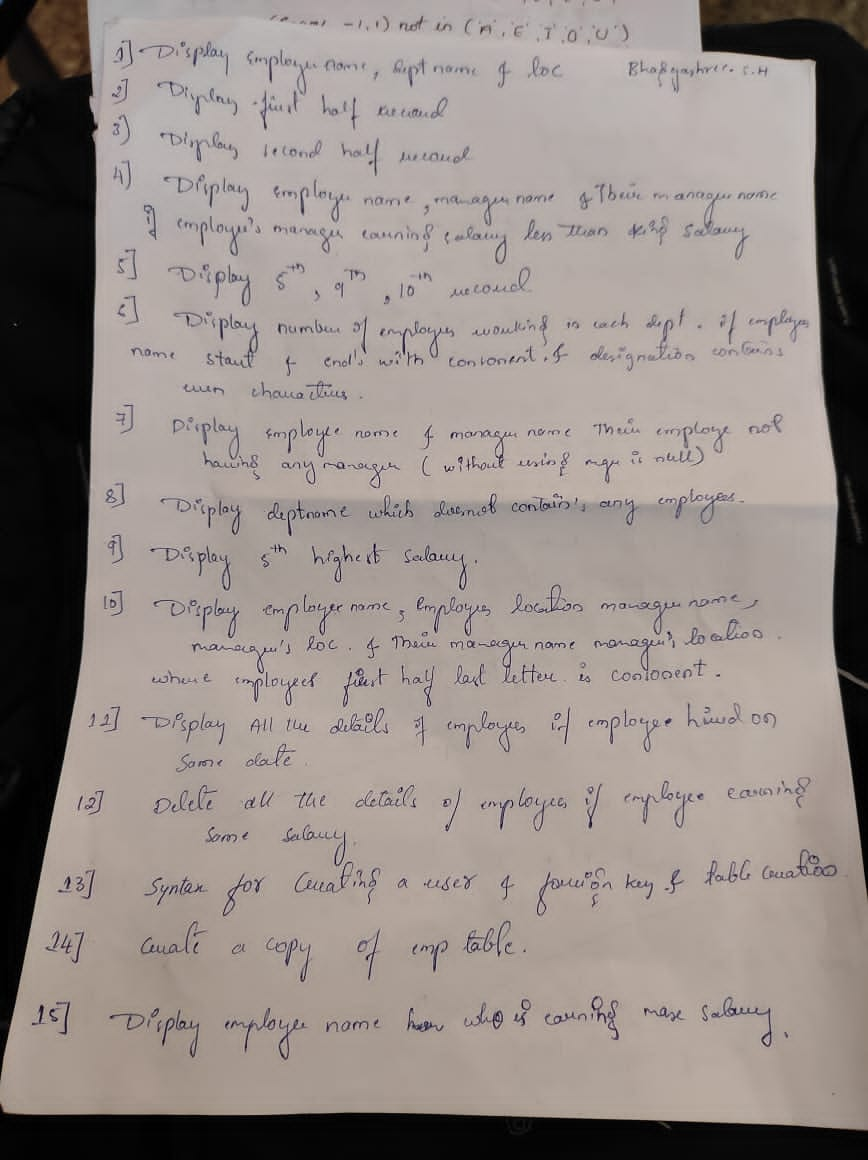 -1,1) not in ('A','E','I','O','U')
1] Display Employee name, Dept name & loc Bhagyashree. S.H
2] Display first half record
3] Display second half record
4] Display employee name, manager name & Their manager name
if employee's manager earning salary less than king salary
5] Display 5th, 9Th, 10th record
6] Display number of employees working in each dept. if employee
name start & end's with consonent. & designation contains
even characters.
7] Display employee name & manager name Their employe not
having any manager (without using mgr is null)
8] Display deptname which doesnot contain's any employees.
9] Display 5th highest salary.
10] Display employee name, Employees location manager name,
manager's loc. & Their manager name manager's location.
where employees first half last letter is consonent.
11] Display All the details of employees if employee hired on
same date.
12] Delete all the details of employees if employee earning
same salary.
13] Syntax for Creating a user & foreign key & table creation
14] Create a copy of emp table.
15] Display employee name who is earning max salary.